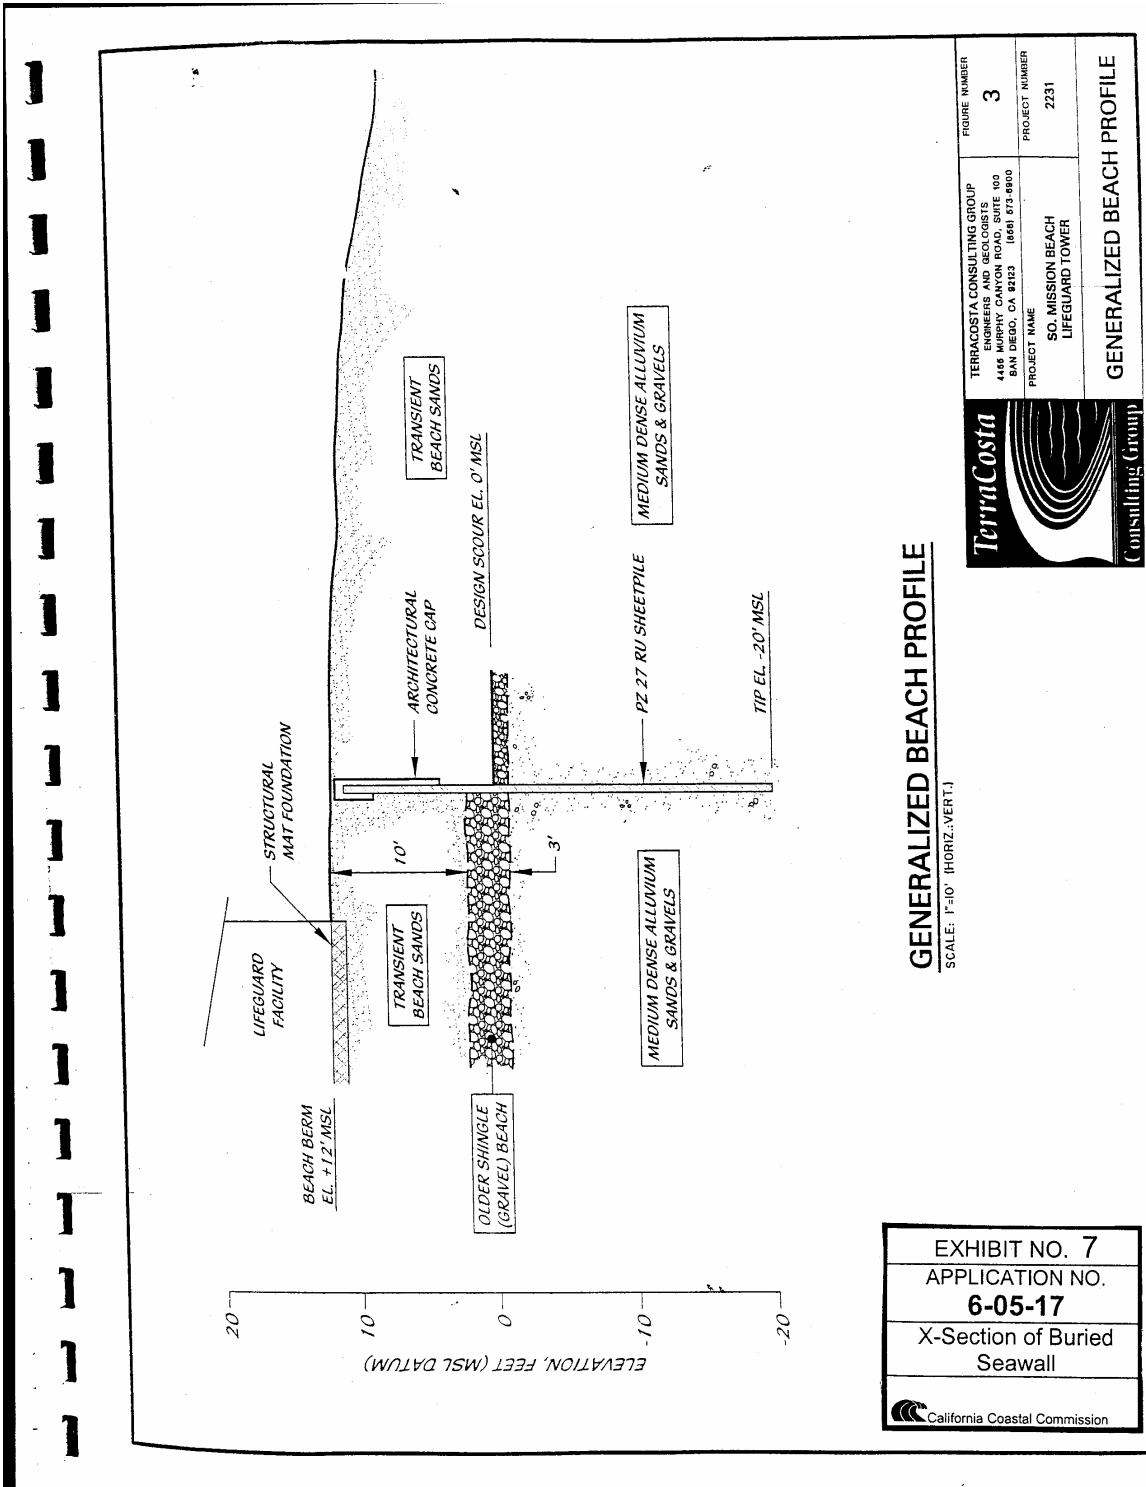 LIFEGUARD
FACILITY
STRUCTURAL
MAT FOUNDATION
BEACH BERM
EL. +12' MSL
TRANSIENT
BEACH SANDS
10'
ARCHITECTURAL
CONCRETE CAP
TRANSIENT
BEACH SANDS
OLDER SHINGLE
(GRAVEL) BEACH
3'
DESIGN SCOUR EL. 0' MSL
MEDIUM DENSE ALLUVIUM
SANDS & GRAVELS
PZ 27 RU SHEETPILE
MEDIUM DENSE ALLUVIUM
SANDS & GRAVELS
TIP EL. -20' MSL
20
10
0
-10
-20
ELEVATION, FEET (MSL DATUM)
GENERALIZED BEACH PROFILE
SCALE: 1"=10' (HORIZ.:VERT.)
TerraCosta
Consulting Group
TERRACOSTA CONSULTING GROUP
ENGINEERS AND GEOLOGISTS
4455 MURPHY CANYON ROAD, SUITE 100
SAN DIEGO, CA 92123 (858) 573-6900
FIGURE NUMBER
3
PROJECT NAME
SO. MISSION BEACH
LIFEGUARD TOWER
PROJECT NUMBER
2231
GENERALIZED BEACH PROFILE
EXHIBIT NO. 7
APPLICATION NO.
6-05-17
X-Section of Buried
Seawall
California Coastal Commission